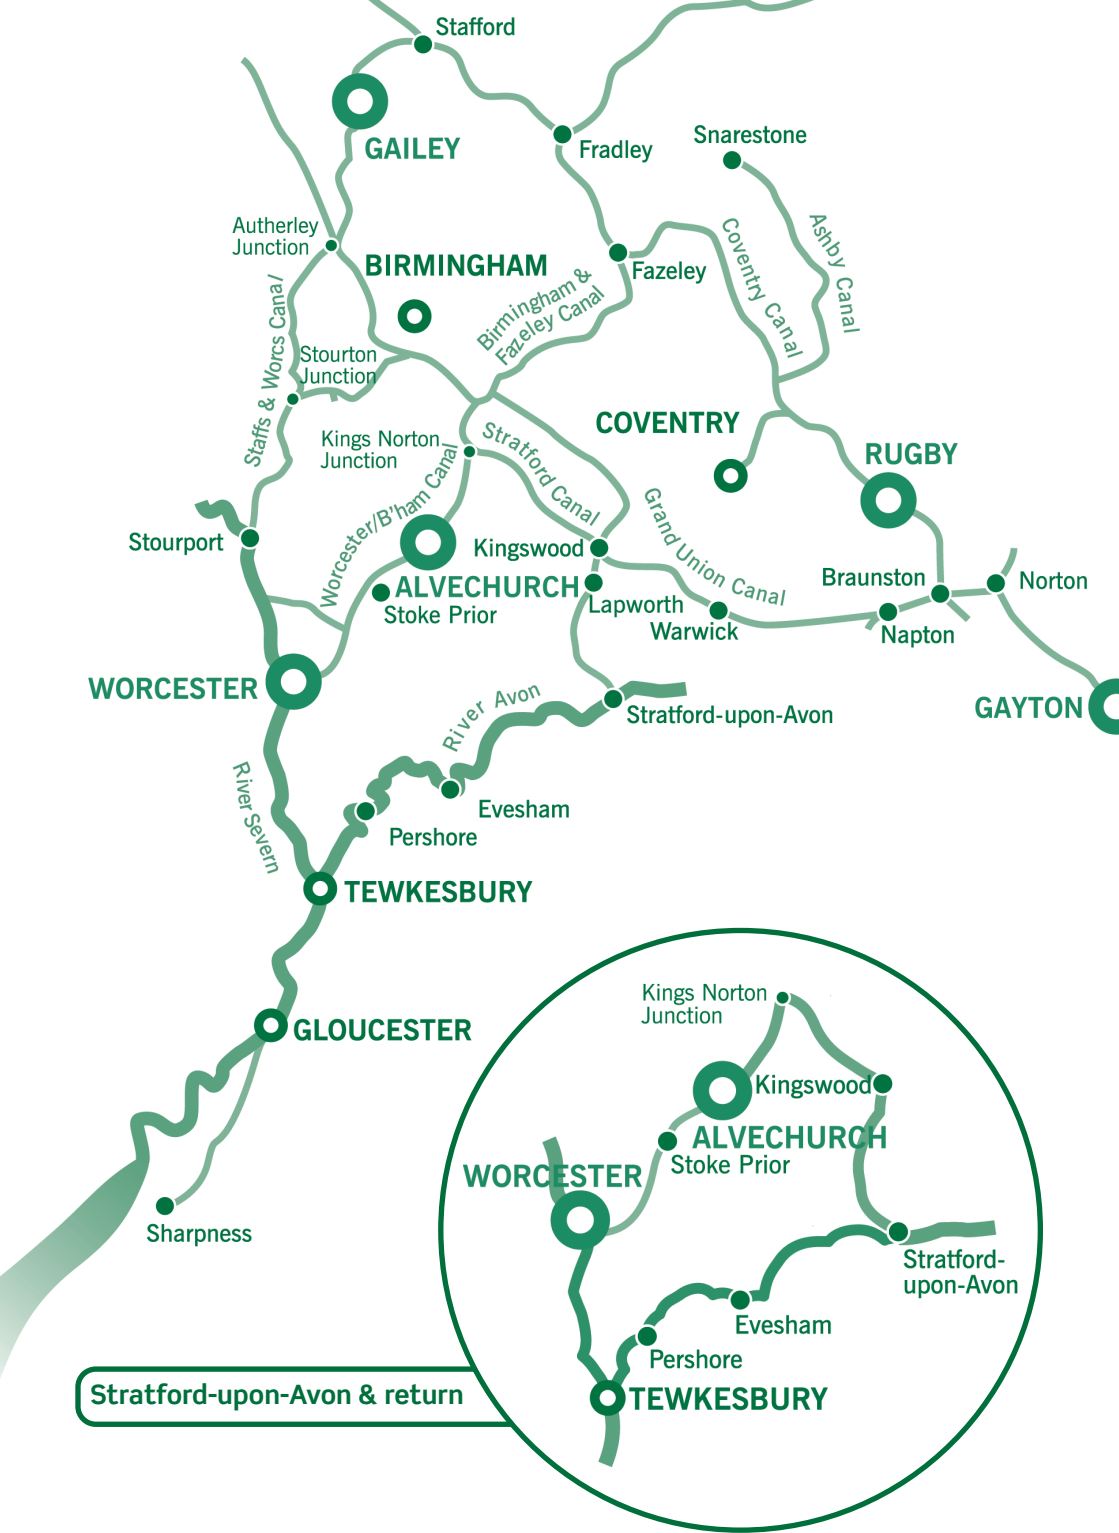 Stafford
GAILEY
Fradley
Snarestone
Autherley
Junction
BIRMINGHAM
Fazeley
Coventry Canal
Ashby Canal
Birmingham &
Fazeley Canal
Staffs & Worcs Canal
Stourton
Junction
COVENTRY
RUGBY
Kings Norton
Junction
Stratford Canal
Worcester/B'ham Canal
Grand Union Canal
Stourport
Kingswood
ALVECHURCH
Stoke Prior
Lapworth
Warwick
Braunston
Norton
Napton
WORCESTER
GAYTON
River Avon
Stratford-upon-Avon
River Severn
Evesham
Pershore
TEWKESBURY
GLOUCESTER
Sharpness
Kings Norton
Junction
Kingswood
ALVECHURCH
Stoke Prior
WORCESTER
Stratford-
upon-Avon
Evesham
Pershore
TEWKESBURY
Stratford-upon-Avon & return